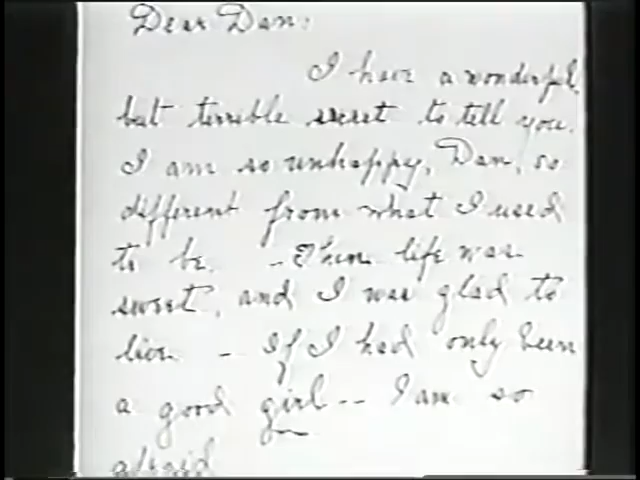 Dear Dan:
I have a wonderful
but terrible secret to tell you.
I am so unhappy, Dan, so
different from what I used
to be. - Then life was
sweet, and I was glad to
live - If I had only been
a good girl -- I am so
afraid